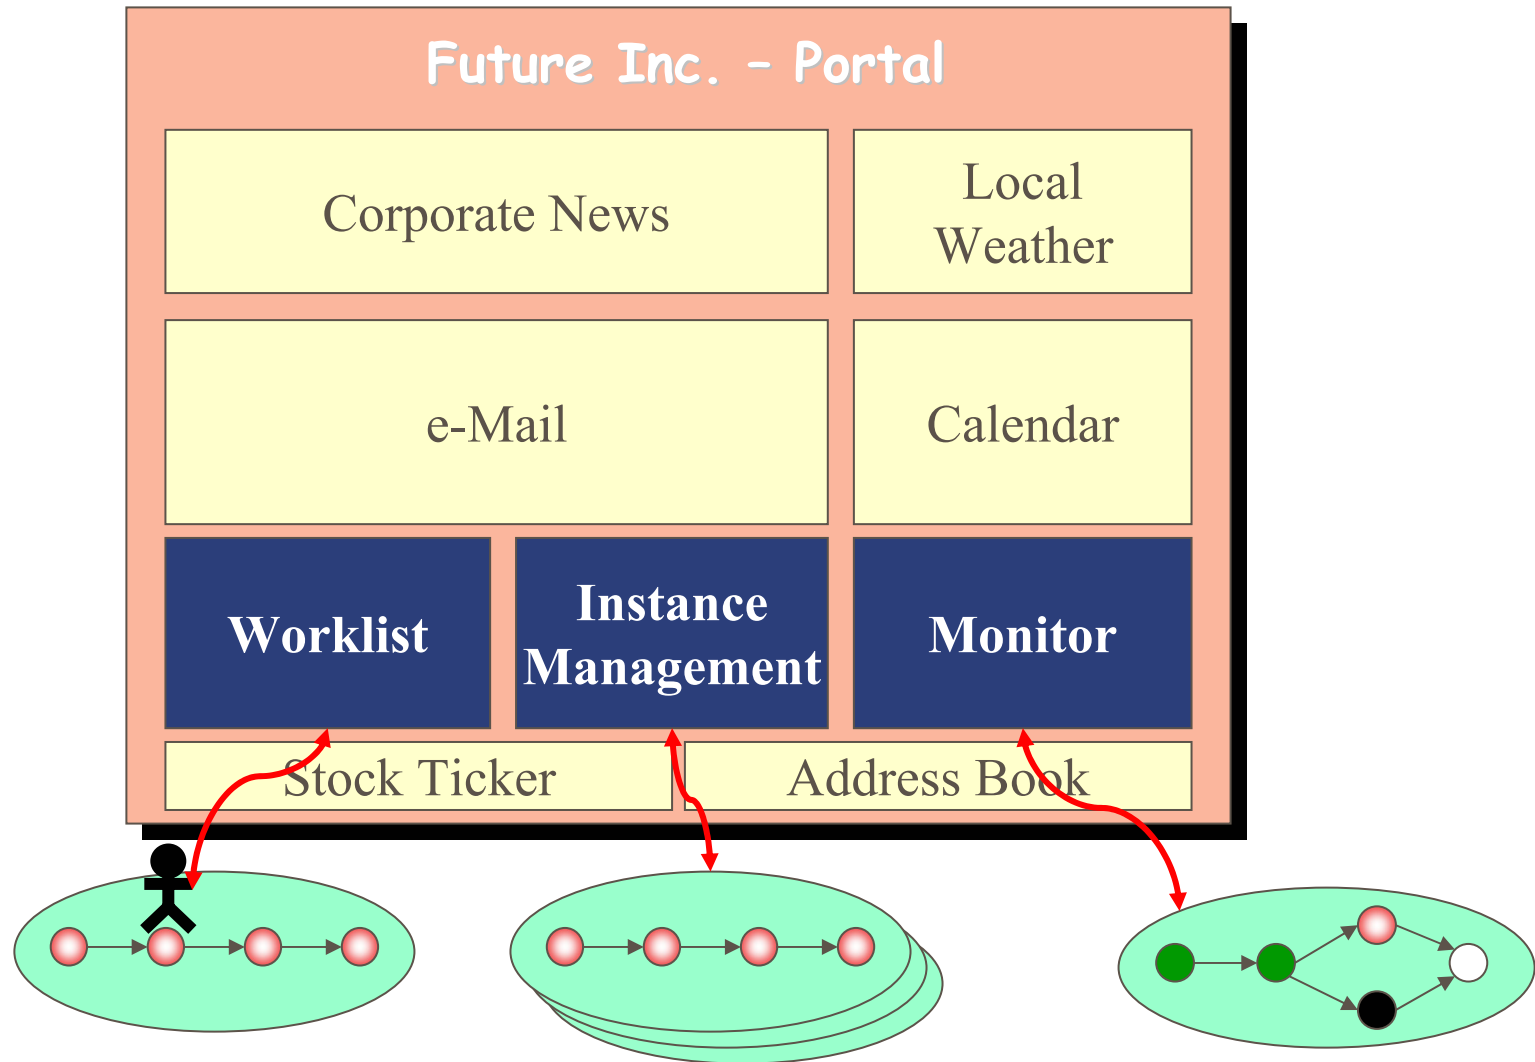 Future Inc. – Portal
Corporate News
Local
Weather
e-Mail
Calendar
Worklist
Instance
Management
Monitor
Stock Ticker
Address Book